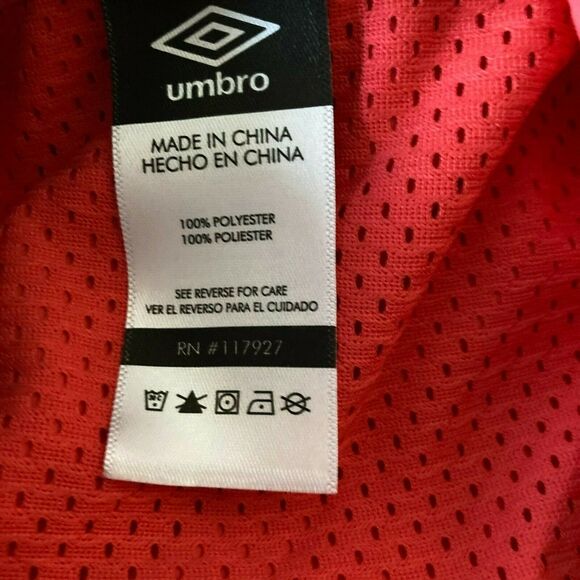 umbro
MADE IN CHINA
HECHO EN CHINA
100% POLYESTER
100% POLIESTER
SEE REVERSE FOR CARE
VER EL REVERSO PARA EL CUIDADO
RN #117927